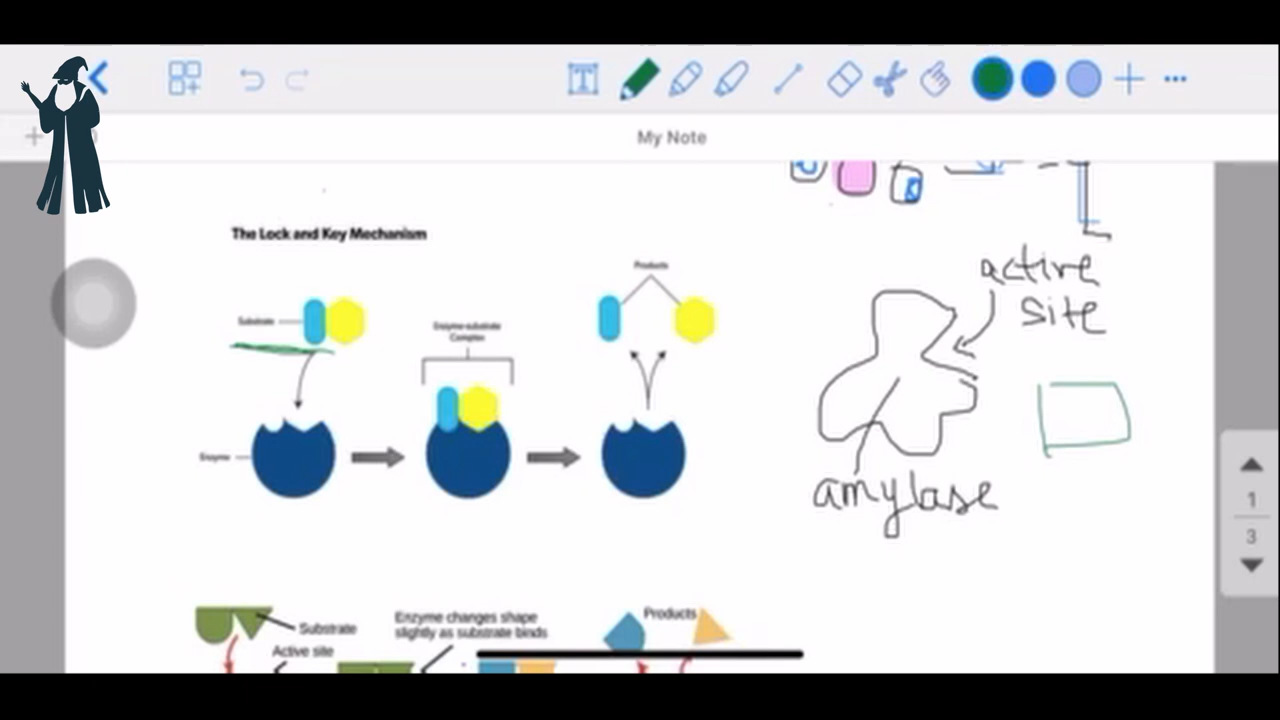 My Note
The Lock and Key Mechanism
active
site
Products
Substrate
Enzyme-substrate
Complex
Enzyme
amylase
1
3
Substrate
Enzyme changes shape
slightly as substrate binds
Products
Active site